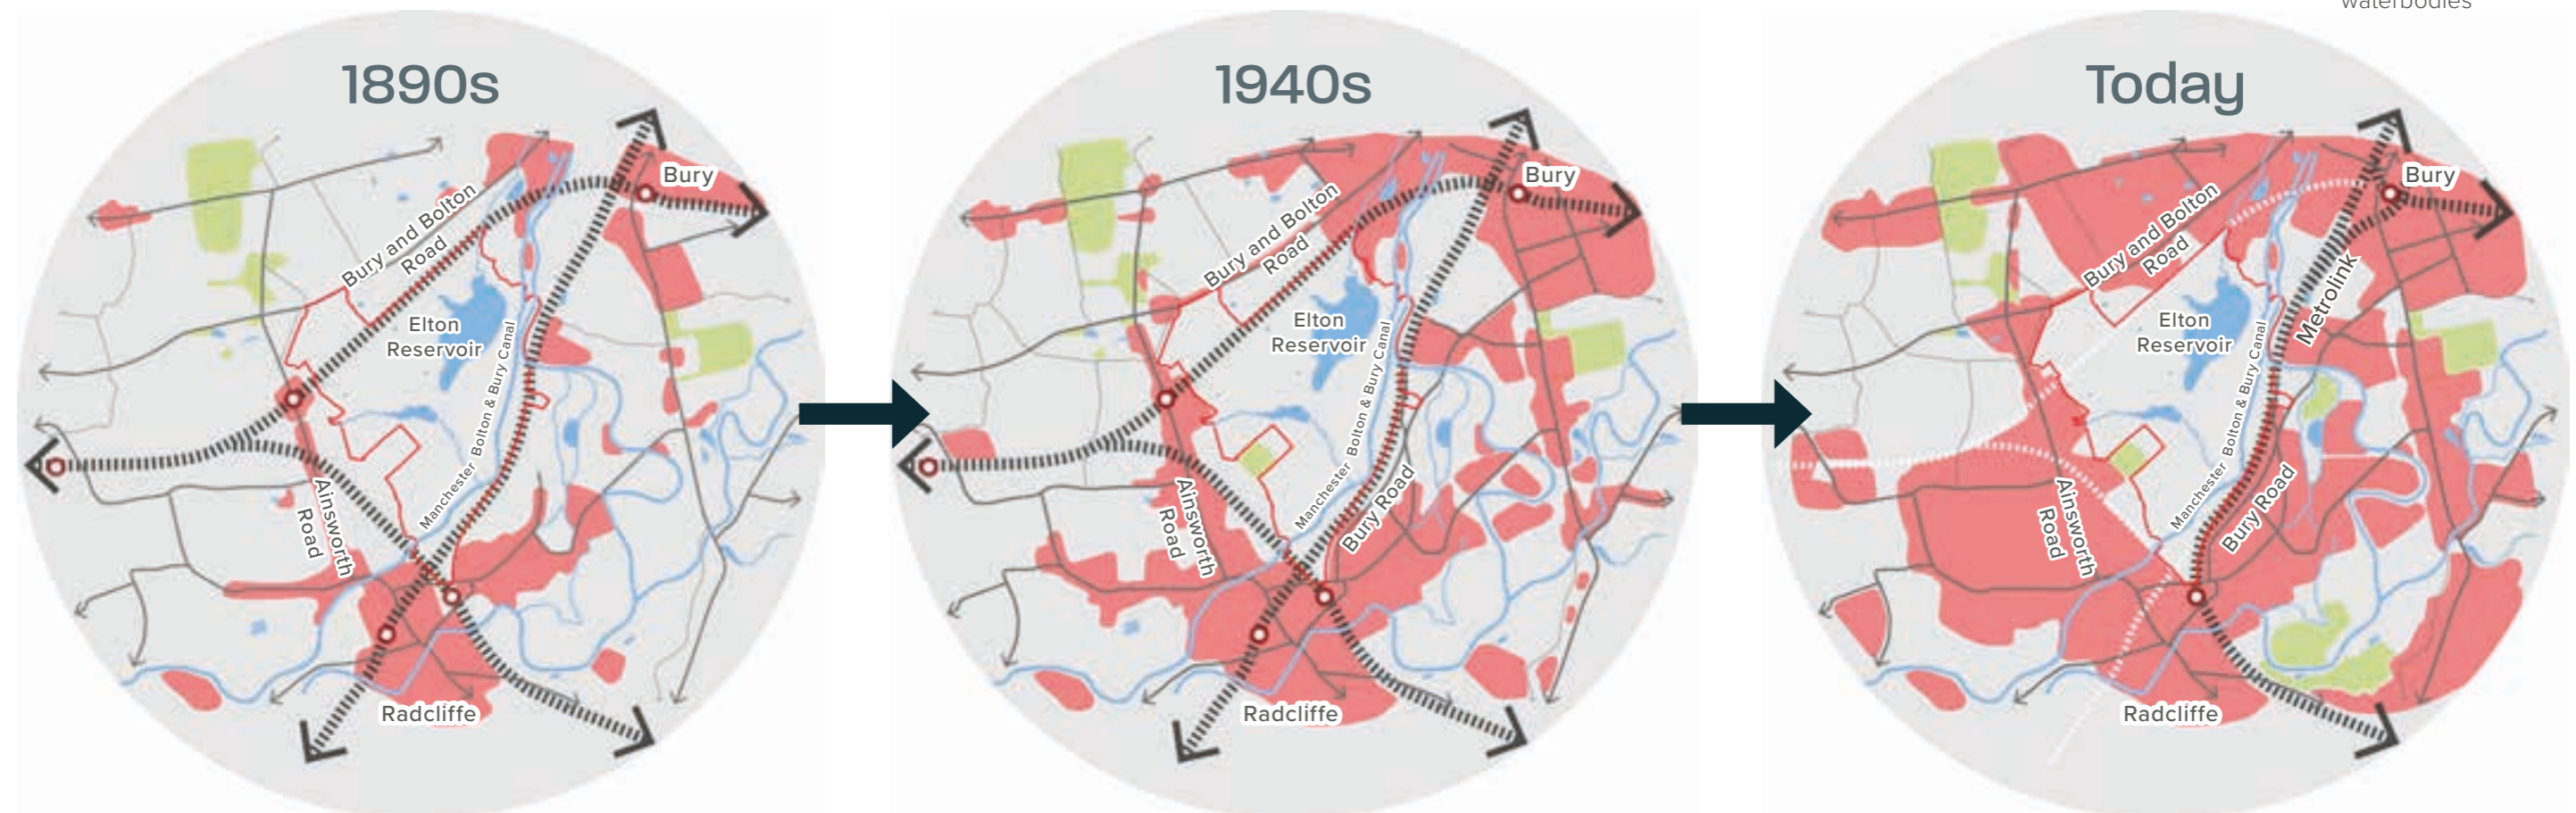 waterbodies
1890s
Bury
Bury and Bolton
Road
Elton
Reservoir
Manchester Bolton & Bury Canal
Ainsworth
Road
Radcliffe
1940s
Bury
Bury and Bolton
Road
Elton
Reservoir
Manchester Bolton & Bury Canal
Bury Road
Ainsworth
Road
Radcliffe
Today
Bury
Bury and Bolton
Road
Metrolink
Elton
Reservoir
Manchester Bolton & Bury Canal
Bury Road
Ainsworth
Road
Radcliffe